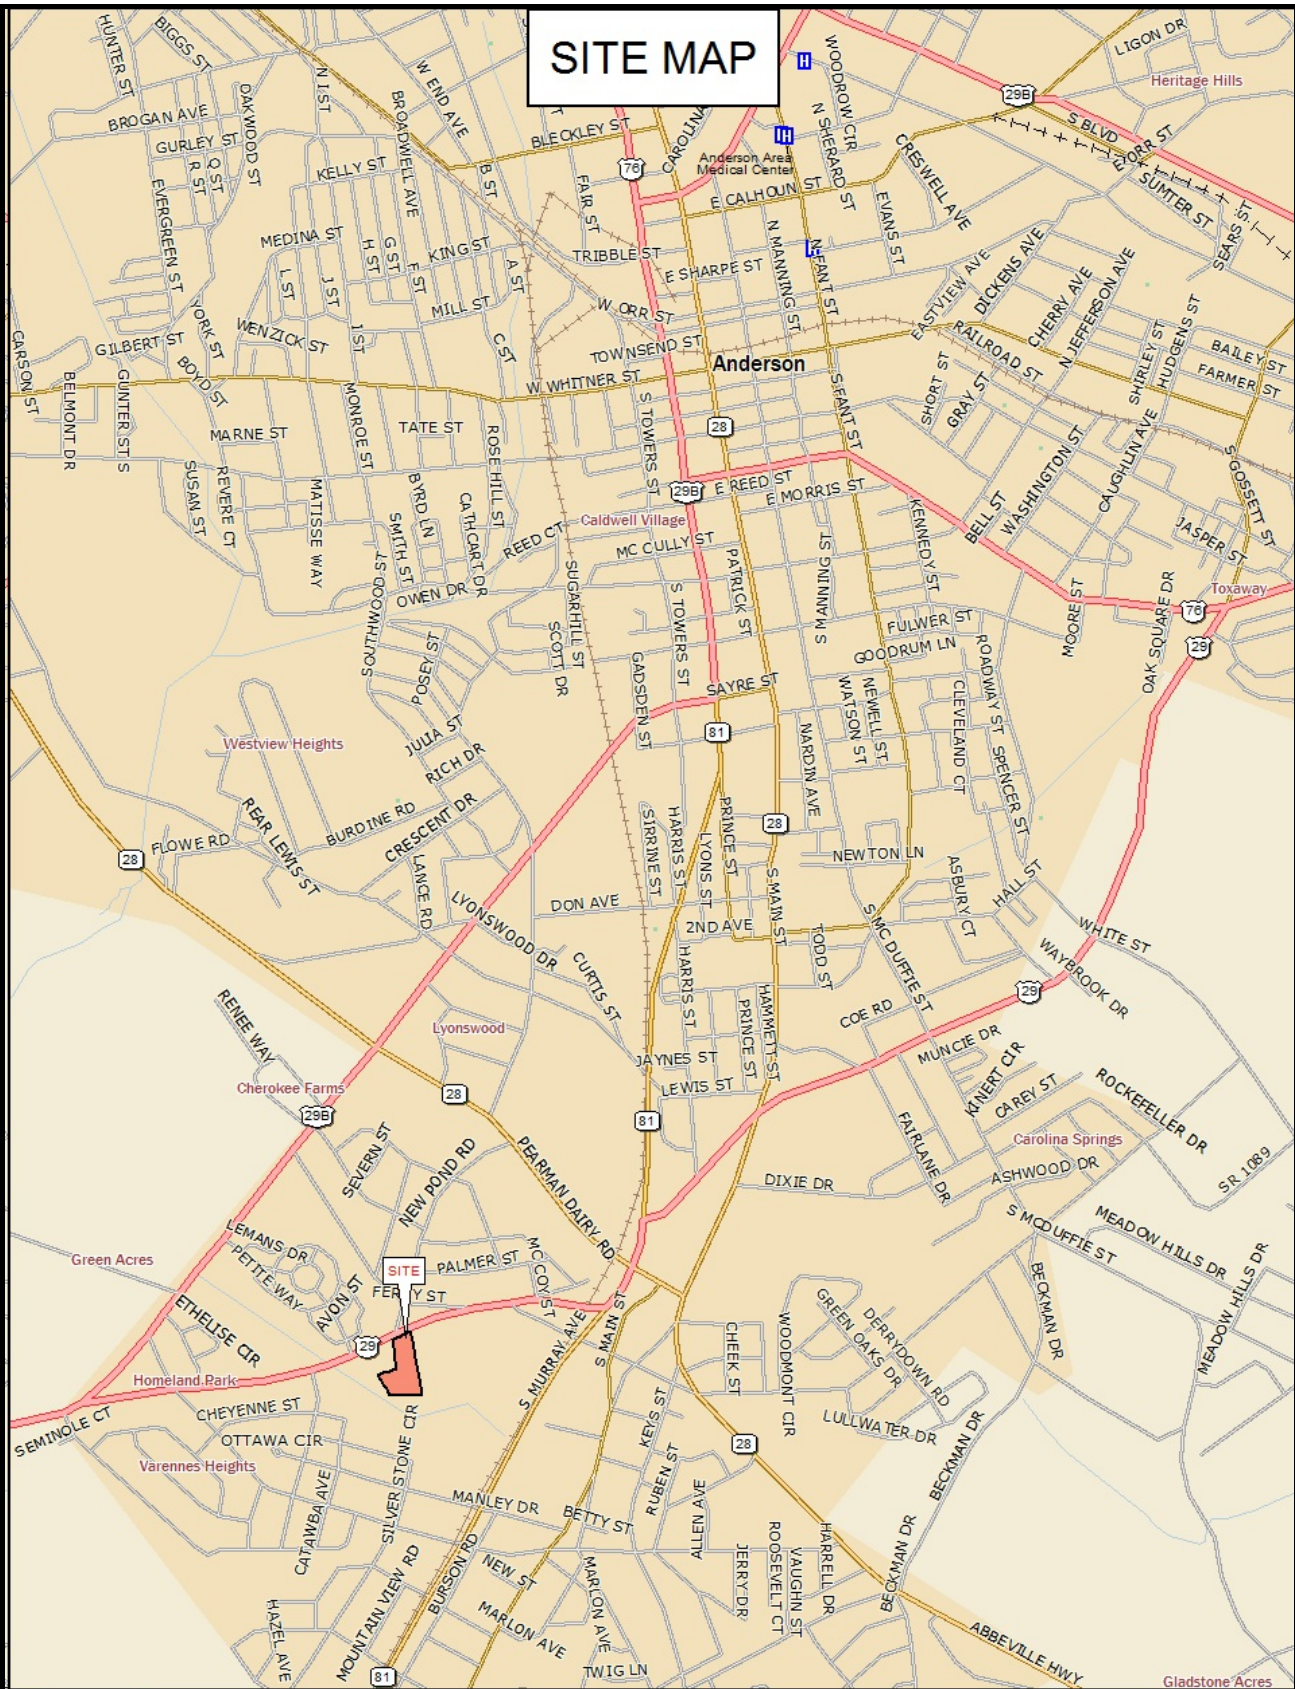 SITE MAP
HUNTER ST
BIGGS ST
N I ST
W END AVE
BROADWELL AVE
BLECKLEY ST
CAROLINA
WOODROW CIR
N SHERARD ST
CRESWELL AVE
LIGON DR
Heritage Hills
29B
S BLVD
E ORR ST
SUMTER ST
SEARS ST
H
H
H
BROGAN AVE
GURLEY ST
OAKWOOD ST
Q ST
R ST
KELLY ST
B ST
FAIR ST
76
Anderson Area
Medical Center
E CALHOUN ST
EVANS ST
EVERGREEN ST
MEDINA ST
H ST
G ST
KING ST
F ST
A ST
TRIBBLE ST
E SHARPE ST
N MANNING ST
N FANT ST
EASTVIEW AVE
DICKENS AVE
CHERRY AVE
N JEFFERSON AVE
L ST
J ST
I ST
MILL ST
W ORR ST
C ST
CARSON ST
GILBERT ST
YORK ST
WENZICK ST
BOYD ST
TOWNSEND ST
RAILROAD ST
SHIRLEY ST
HUDGENS ST
BAILEY ST
FARMER ST
BELMONT DR
GUNTER ST S
MONROE ST
W WHITNER ST
Anderson
S FANT ST
SHORT ST
GRAY ST
MARNE ST
TATE ST
ROSE HILL ST
S TOWERS ST
28
WASHINGTON ST
CAUGHLIN AVE
S GOSSETT ST
SUSAN ST
REVERE CT
MATISSE WAY
BYRD LN
SMITH ST
CATHCART DR
REED CT
29B
E REED ST
E MORRIS ST
Caldwell Village
MC CULLY ST
KENNEDY ST
BELL ST
JASPER ST
SOUTHWOOD ST
OWEN DR
SUGARHILL ST
S TOWERS ST
PATRICK ST
S MANNING ST
Toxaway
MOORE ST
OAK SQUARE DR
76
29
POSEY ST
SCOTT DR
GADSDEN ST
SAYRE ST
FULWER ST
GOODRUM LN
ROADWAY ST
WATSON ST
NEWELL ST
CLEVELAND CT
Westview Heights
JULIA ST
RICH DR
81
NARDIN AVE
SPENCER ST
REAR LEWIS ST
BURDINE RD
CRESCENT DR
28
FLOWE RD
LANCE RD
SIRRINE ST
HARRIS ST
LYONS ST
PRINCE ST
28
NEWTON LN
ASBURY CT
HALL ST
LYONSWOOD DR
DON AVE
2ND AVE
S MAIN ST
TODD ST
S MC DUFFIE ST
WHITE ST
WAYBROOK DR
29
RENEE WAY
CURTIS ST
HARRIS ST
PRINCE ST
HAMMETT ST
COE RD
Lyonswood
JAYNES ST
LEWIS ST
MUNCIE DR
KINERT CIR
CAREY ST
ROCKEFELLER DR
Cherokee Farms
29B
28
81
FAIRLANE DR
Carolina Springs
ASHWOOD DR
SR 1089
SEVERN ST
NEW POND RD
PEARMAN DAIRY RD
DIXIE DR
S MCDUFFIE ST
MEADOW HILLS DR
MEADOW HILLS DR
Green Acres
LEMANS DR
PETITE WAY
AVON ST
SITE
PALMER ST
MC COY ST
BECKMAN DR
ETHELISE CIR
29
S MURRAY AVE
S MAIN ST
CHEEK ST
WOODMONT CIR
GREEN OAKS DR
DERRYDOWN RD
Homeland Park
SEMINOLE CT
CHEYENNE ST
OTTAWA CIR
SILVER STONE CIR
KEYS ST
LULLWATER DR
Varennes Heights
CATAWBA AVE
28
BECKMAN DR
MANLEY DR
BETTY ST
RUBEN ST
ALLEN AVE
HAZEL AVE
MOUNTAIN VIEW RD
BURSON RD
NEW ST
MARLON AVE
MARLON AVE
JERRY DR
ROOSEVELT CT
VAUGHN ST
HARRELL DR
BECKMAN DR
81
TWIG LN
ABBEVILLE HWY
Gladstone Acres